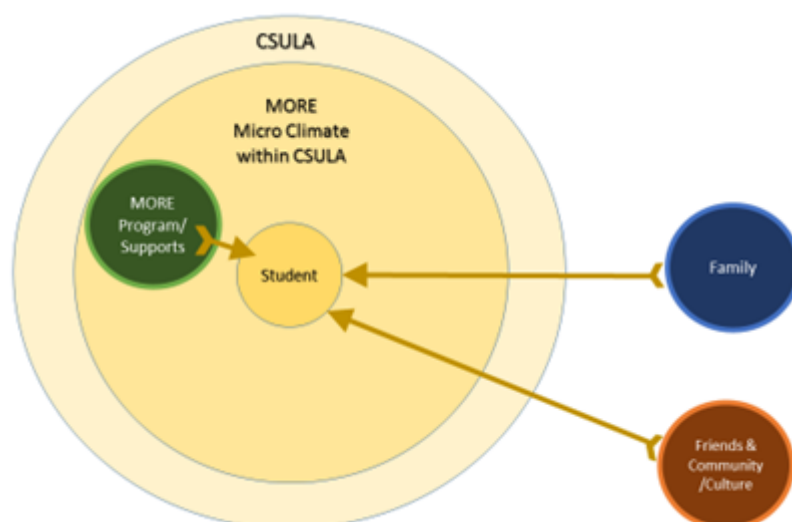 CSULA
MORE
Micro Climate
within CSULA
MORE
Program/
Supports
Student
Family
Friends &
Community
/Culture